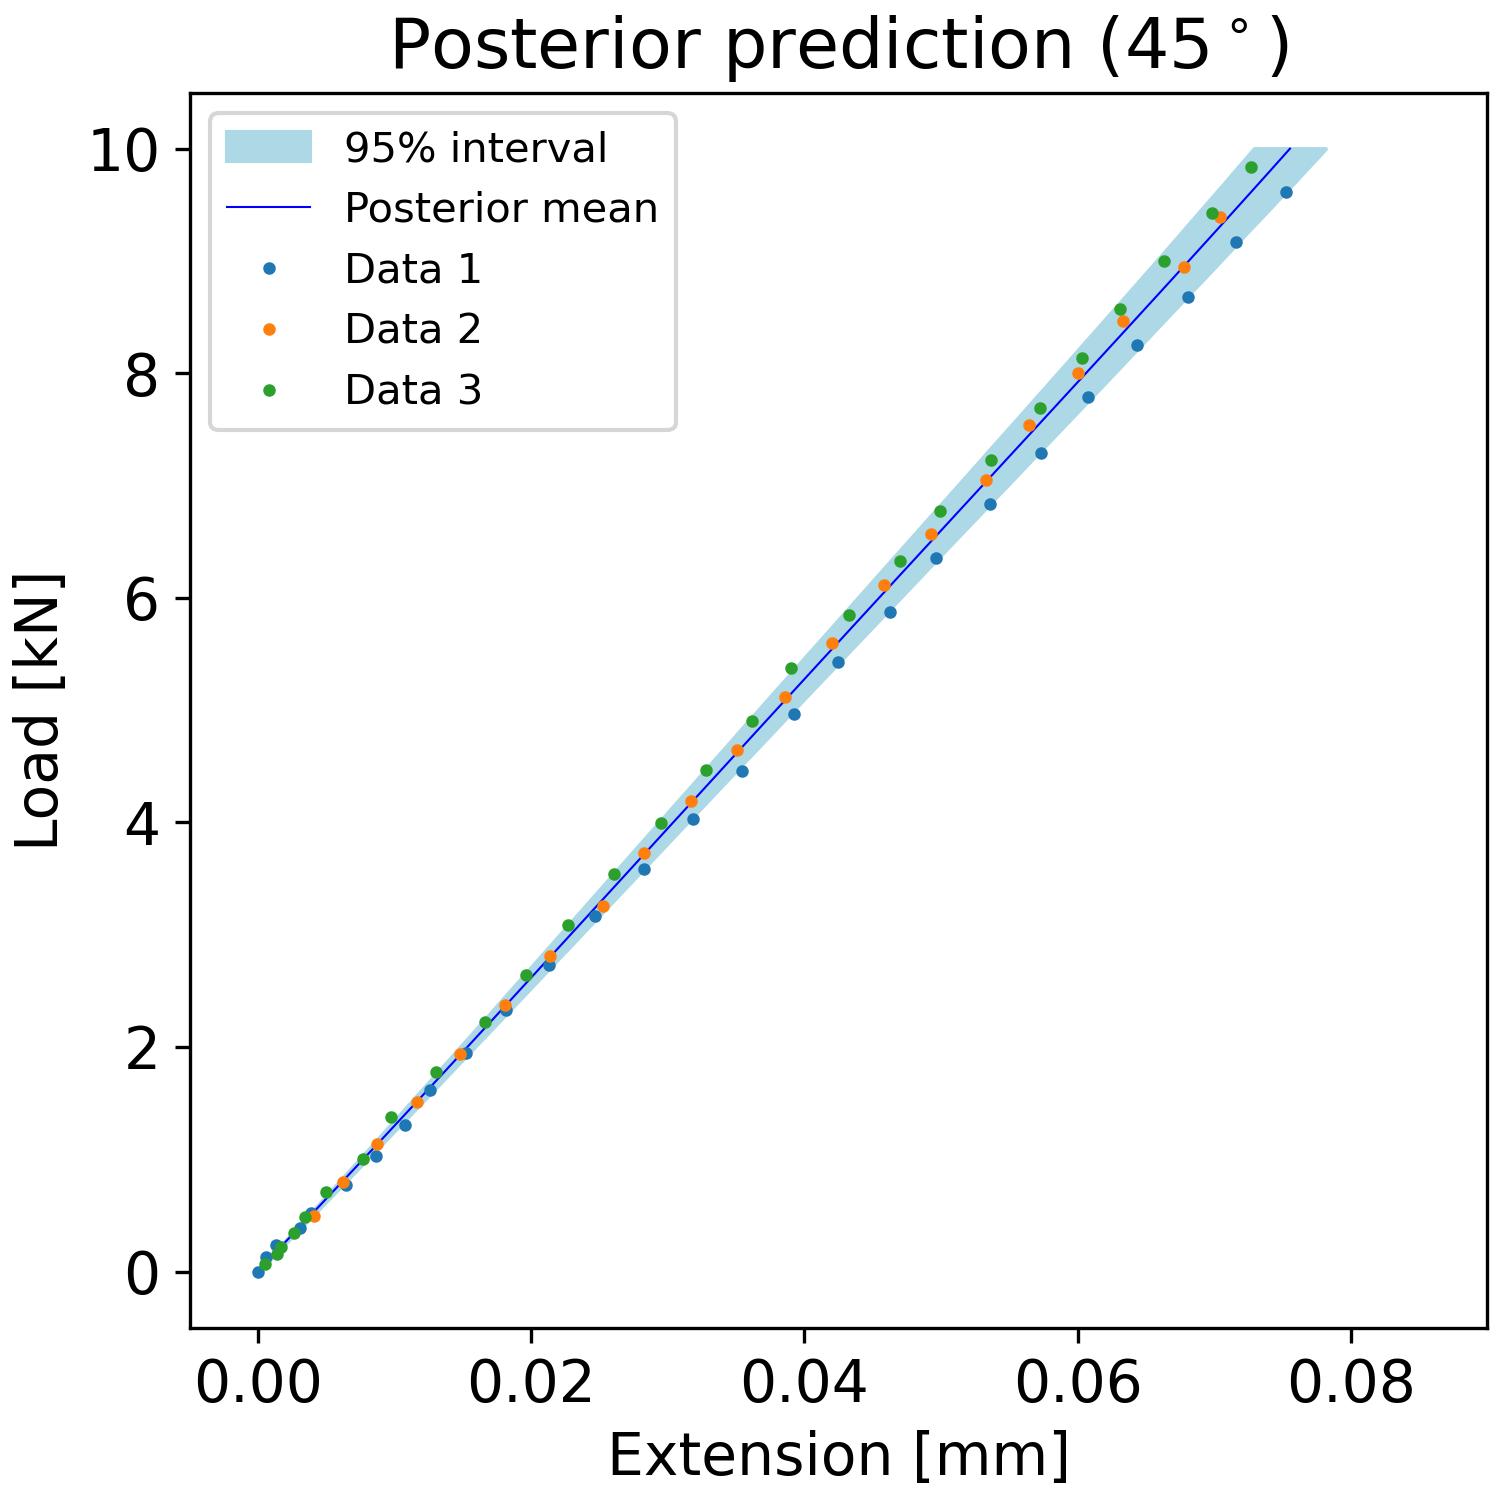 Posterior prediction (45°)
95% interval
Posterior mean
Data 1
Data 2
Data 3
10
8
6
4
2
0
Load [kN]
0.00 0.02 0.04 0.06 0.08
Extension [mm]